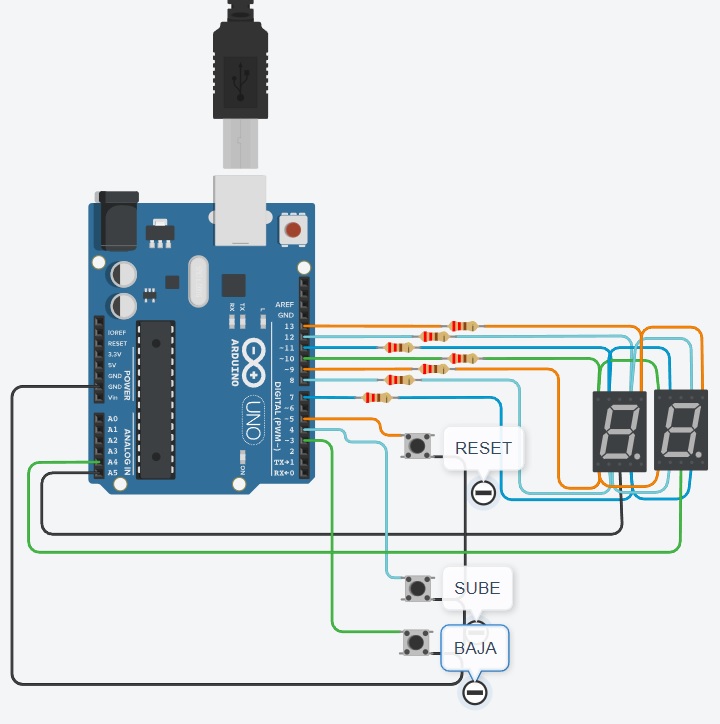 AREF
GND
13
12
~11
~10
~9
8
7
~6
~5
4
~3
2
TX→1
RX←0
DIGITAL (PWM~)
RX
TX
L
ARDUINO
UNO
ON
IOREF
RESET
3.3V
5V
GND
GND
Vin
POWER
A0
A1
A2
A3
A4
A5
ANALOG IN
RESET
SUBE
BAJA